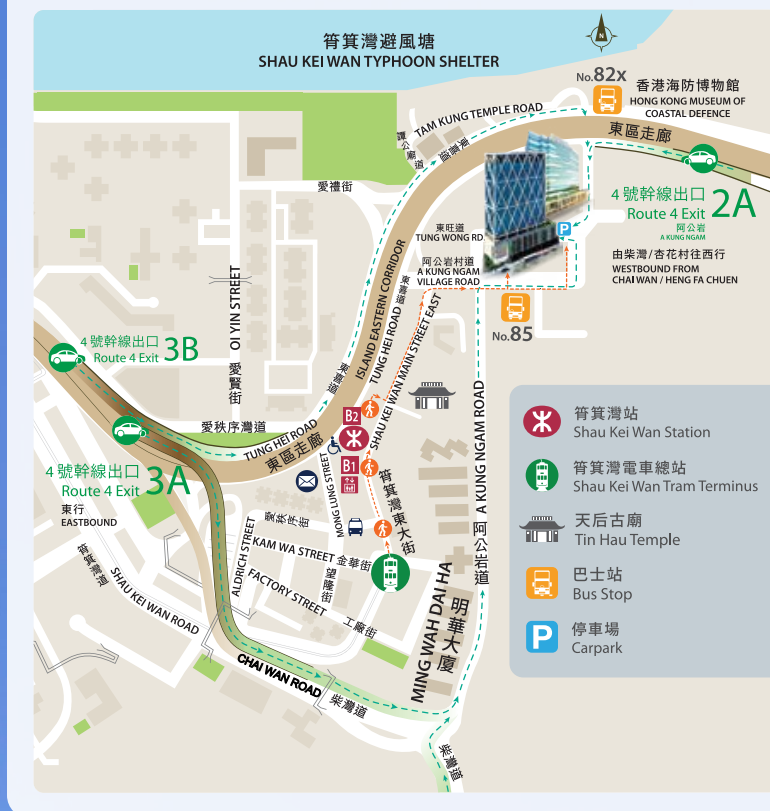 筲箕灣避風塘
SHAU KEI WAN TYPHOON SHELTER
N
No.82x
香港海防博物館
HONG KONG MUSEUM OF
COASTAL DEFENCE
TAM KUNG TEMPLE ROAD
譚公廟道
東喜道
東區走廊
愛禮街
4號幹線出口
Route 4 Exit 2A
阿公岩
A KUNG NGAM
由柴灣/杏花村往西行
WESTBOUND FROM
CHAI WAN / HENG FA CHUEN
P
東旺道
TUNG WONG RD
阿公岩村道
A KUNG NGAM
VILLAGE ROAD
No.85
ISLAND EASTERN CORRIDOR
東喜道
TUNG HEI ROAD
SHAU KEI WAN MAIN STREET EAST
OI YIN STREET
愛賢街
4號幹線出口
Route 4 Exit 3B
東喜道
愛秩序灣道
TUNG HEI ROAD
東區走廊
B2
B1
4號幹線出口
Route 4 Exit 3A
東行
EASTBOUND
筲箕灣道
SHAU KEI WAN ROAD
愛秩序街
ALDRICH STREET
MONG LUNG STREET
望隆街
KAM WA STREET 金華街
FACTORY STREET
工廠街
筲箕灣東大街
A KUNG NGAM ROAD
阿公岩道
MING WAH DAI HA
明華大廈
CHAI WAN ROAD
柴灣道
柴灣道
筲箕灣站
Shau Kei Wan Station
筲箕灣電車總站
Shau Kei Wan Tram Terminus
天后古廟
Tin Hau Temple
巴士站
Bus Stop
P
停車場
Carpark